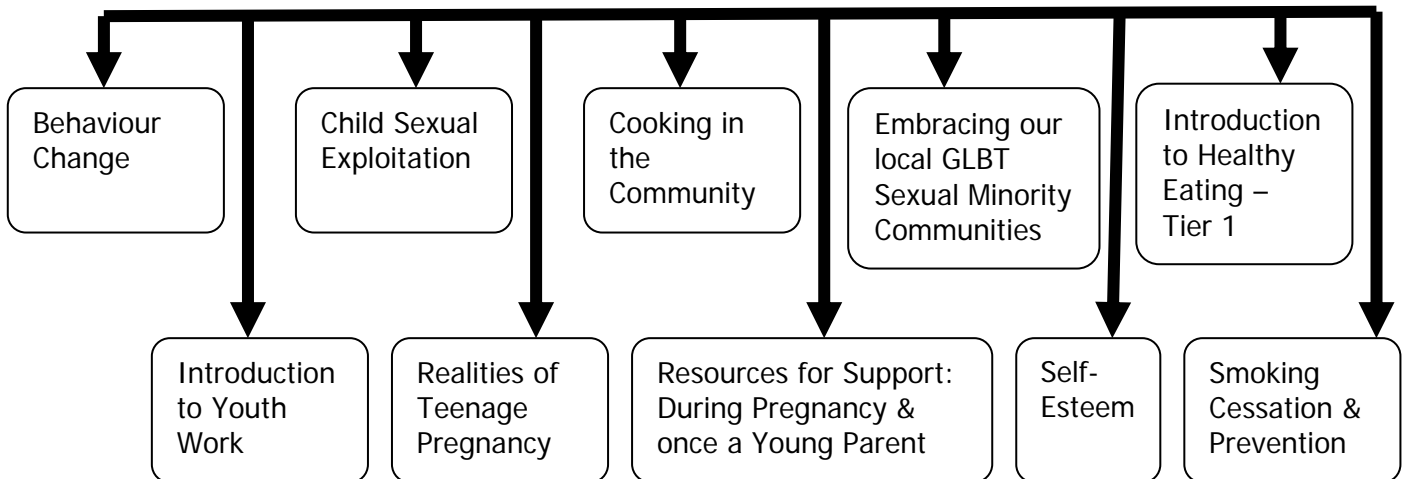 Behaviour
Change
Child Sexual
Exploitation
Cooking in
the
Community
Embracing our
local GLBT
Sexual Minority
Communities
Introduction
to Healthy
Eating –
Tier 1
Introduction
to Youth
Work
Realities of
Teenage
Pregnancy
Resources for Support:
During Pregnancy &
once a Young Parent
Self-
Esteem
Smoking
Cessation &
Prevention